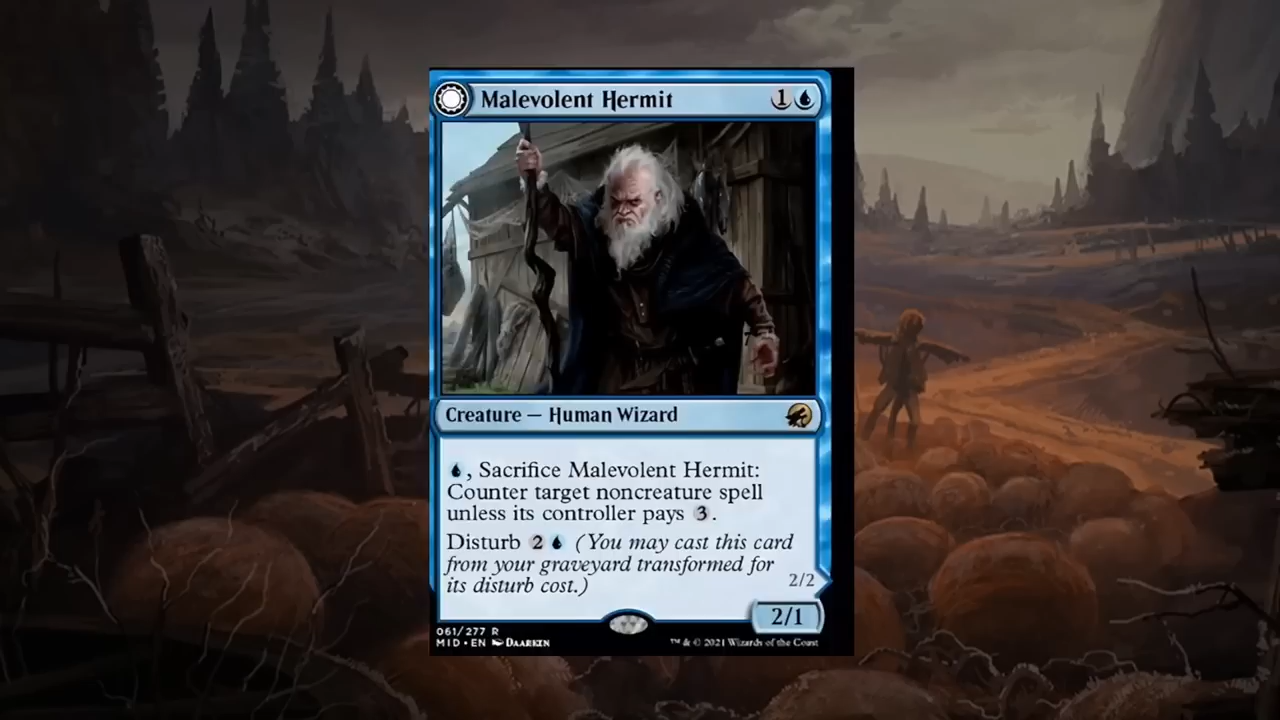 Malevolent Hermit 1
Creature — Human Wizard
, Sacrifice Malevolent Hermit:
Counter target noncreature spell
unless its controller pays 3.
Disturb 2 (You may cast this card
from your graveyard transformed for
its disturb cost.)
2/2
2/1
061/277 R
MID • EN DAARKEN
™ & © 2021 Wizards of the Coast